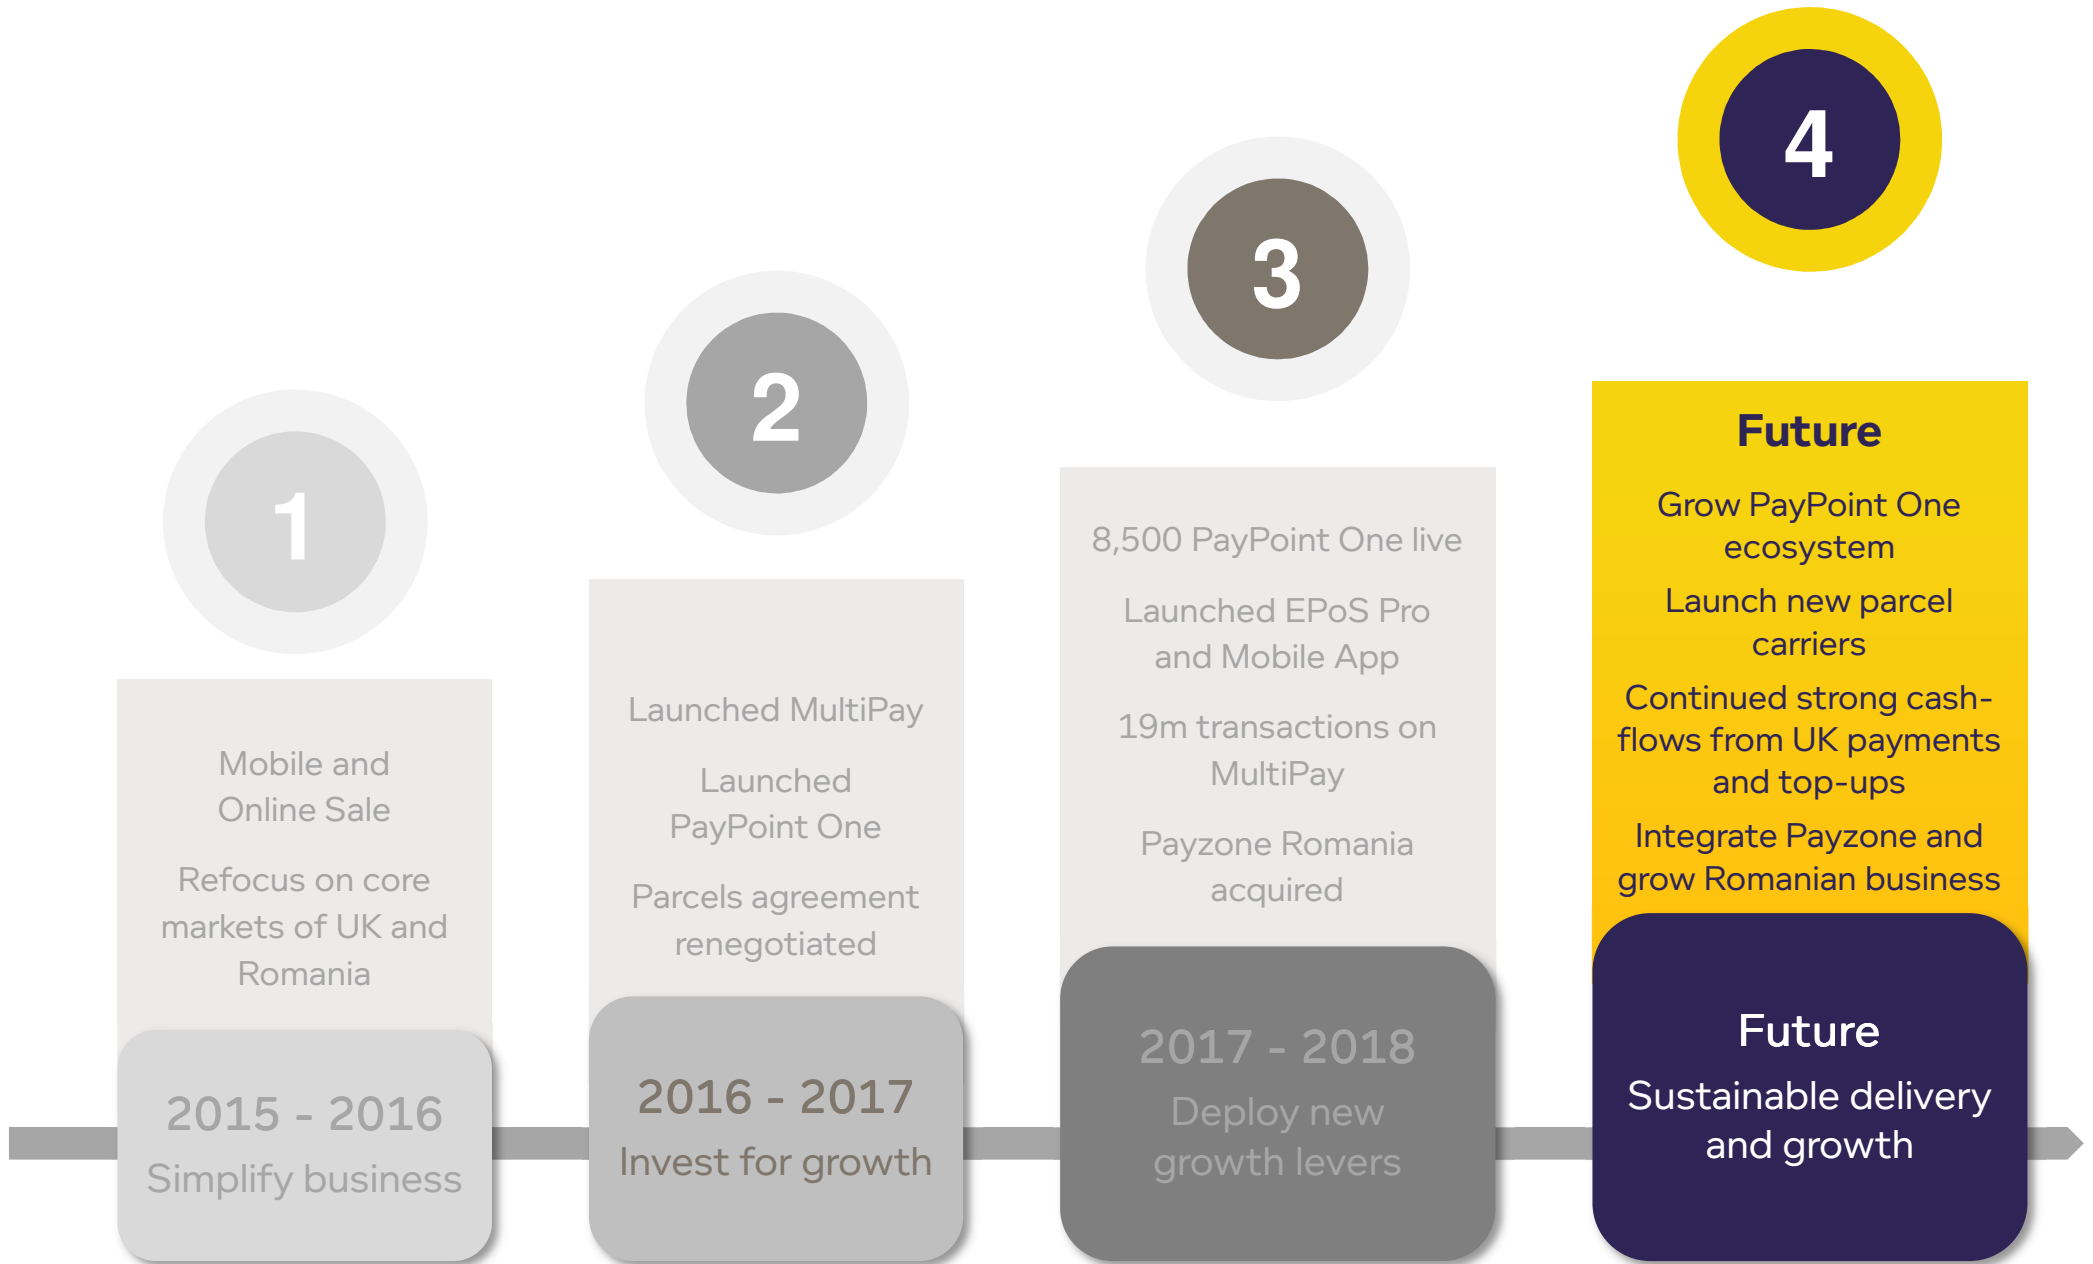 1
Mobile and
Online Sale
Refocus on core
markets of UK and
Romania
2015 - 2016
Simplify business
2
Launched MultiPay
Launched
PayPoint One
Parcels agreement
renegotiated
2016 - 2017
Invest for growth
3
8,500 PayPoint One live
Launched EPoS Pro
and Mobile App
19m transactions on
MultiPay
Payzone Romania
acquired
2017 - 2018
Deploy new
growth levers
4
Future
Grow PayPoint One
ecosystem
Launch new parcel
carriers
Continued strong cash-
flows from UK payments
and top-ups
Integrate Payzone and
grow Romanian business
Future
Sustainable delivery
and growth